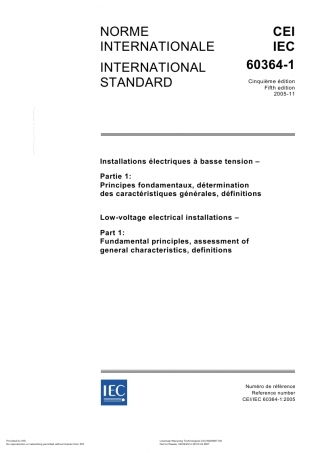 NORME
INTERNATIONALE
INTERNATIONAL
STANDARD
CEI
IEC
60364-1
Cinquième édition
Fifth edition
2005-11
Installations électriques à basse tension –
Partie 1:
Principes fondamentaux, détermination
des caractéristiques générales, définitions
Low-voltage electrical installations –
Part 1:
Fundamental principles, assessment of
general characteristics, definitions
IEC
Numéro de référence
Reference number
CEI/IEC 60364-1:2005